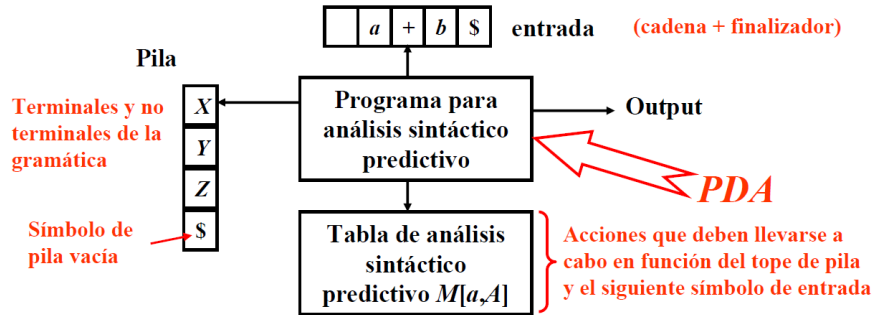 a + b $ entrada (cadena + finalizador)
Pila
Terminales y no
terminales de la
gramática
X
Y
Z
$
Símbolo de
pila vacía
Programa para
análisis sintáctico
predictivo
Output
PDA
Tabla de análisis
sintáctico
predictivo M[a,A]
Acciones que deben llevarse a
cabo en función del tope de pila
y el siguiente símbolo de entrada